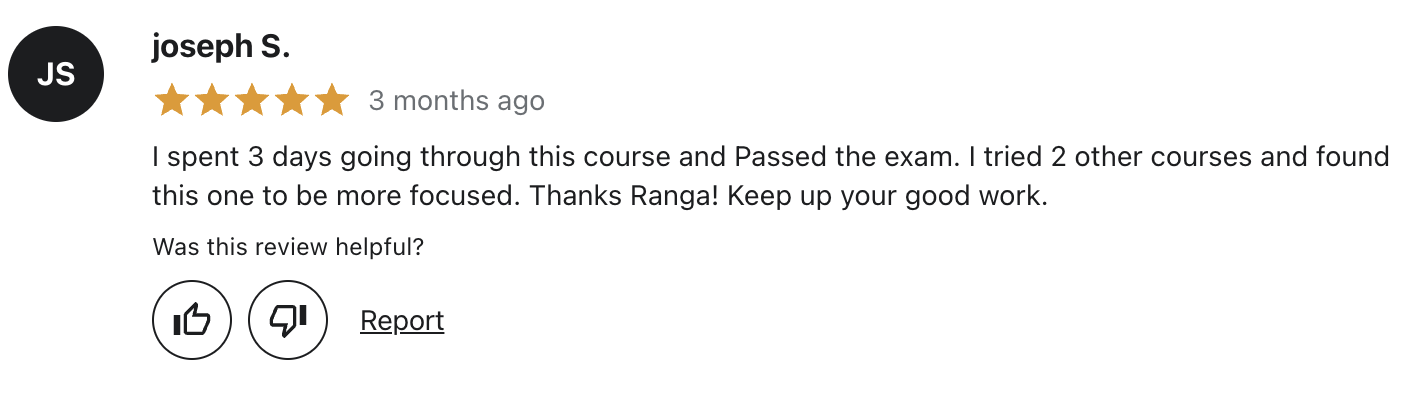 JS
joseph S.
3 months ago
I spent 3 days going through this course and Passed the exam. I tried 2 other courses and found
this one to be more focused. Thanks Ranga! Keep up your good work.
Was this review helpful?
Report